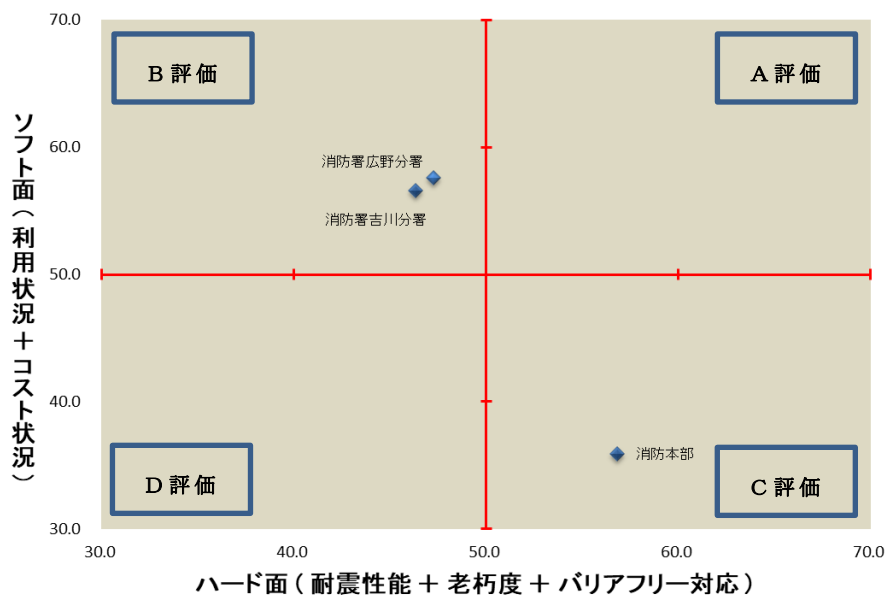 70.0
B 評価
A 評価
60.0
消防署広野分署
消防署吉川分署
50.0
40.0
消防本部
D 評価
C 評価
30.0
30.0
40.0
50.0
60.0
70.0
ソフト面(利用状況＋コスト状況)
ハード面 ( 耐震性能 ＋ 老朽度 ＋ バリアフリー対応 )